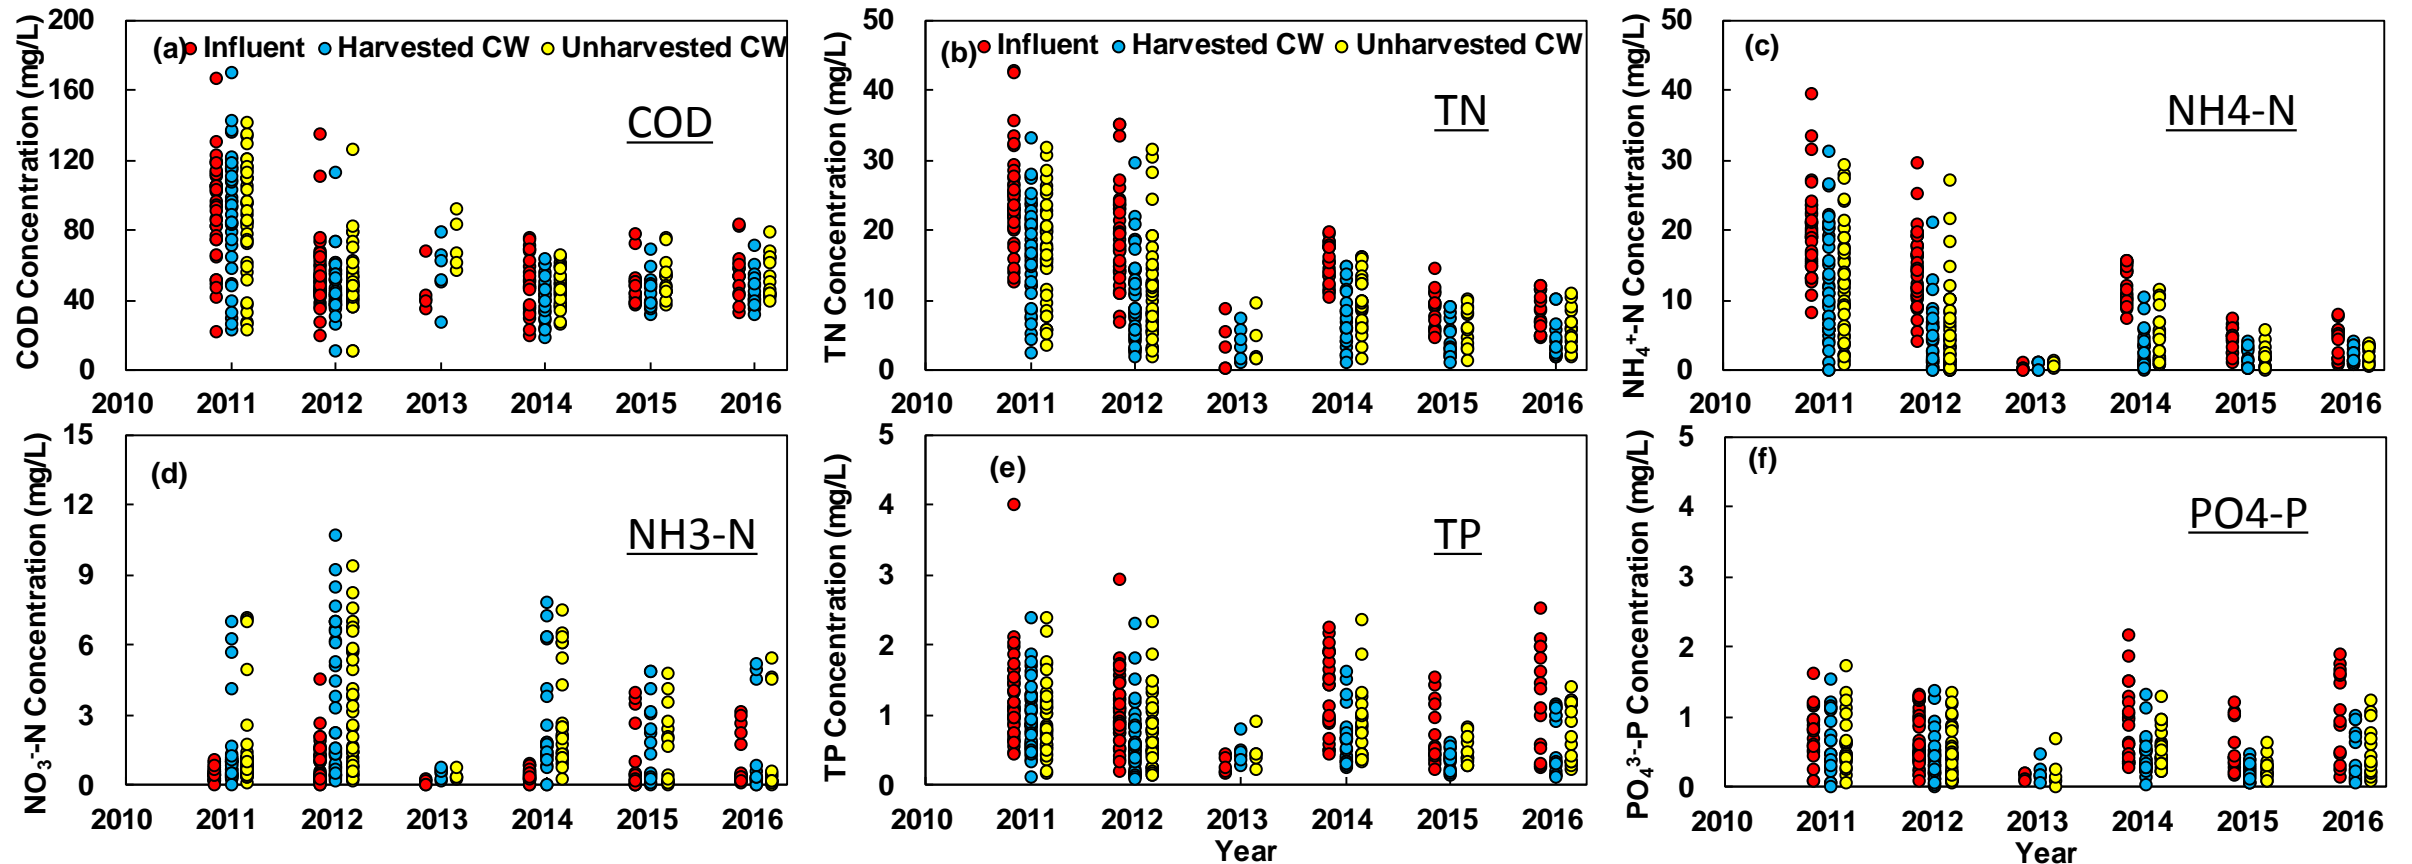 COD Concentration (mg/L)
200
160
120
80
40
0
(a) Influent Harvested CW Unharvested CW
COD
2010 2011 2012 2013 2014 2015 2016
TN Concentration (mg/L)
50
40
30
20
10
0
(b) Influent Harvested CW Unharvested CW
TN
2010 2011 2012 2013 2014 2015 2016
NH₄⁺-N Concentration (mg/L)
50
40
30
20
10
0
(c)
NH4-N
2010 2011 2012 2013 2014 2015 2016
NO₃⁻-N Concentration (mg/L)
15
12
9
6
3
0
(d)
NH3-N
2010 2011 2012 2013 2014 2015 2016
TP Concentration (mg/L)
5
4
3
2
1
0
(e)
TP
2010 2011 2012 2013 2014 2015 2016
Year
PO₄³-P Concentration (mg/L)
5
4
3
2
1
0
(f)
PO4-P
2010 2011 2012 2013 2014 2015 2016
Year